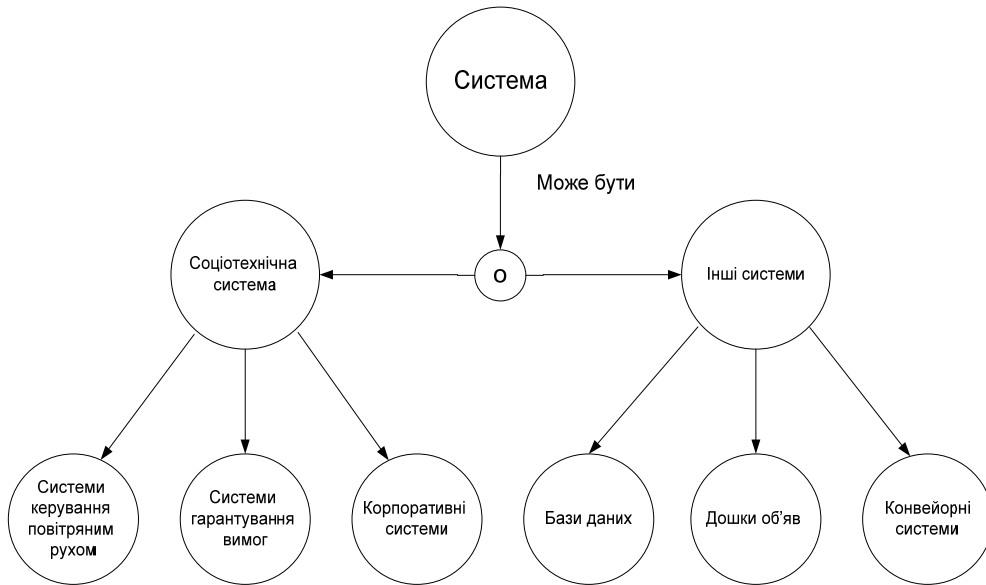 Система
Може бути
Соціотехнічна
система
о
Інші системи
Системи
керування
повітряним
рухом
Системи
гарантування
вимог
Корпоративні
системи
Бази даних
Дошки об'яв
Конвейорні
системи